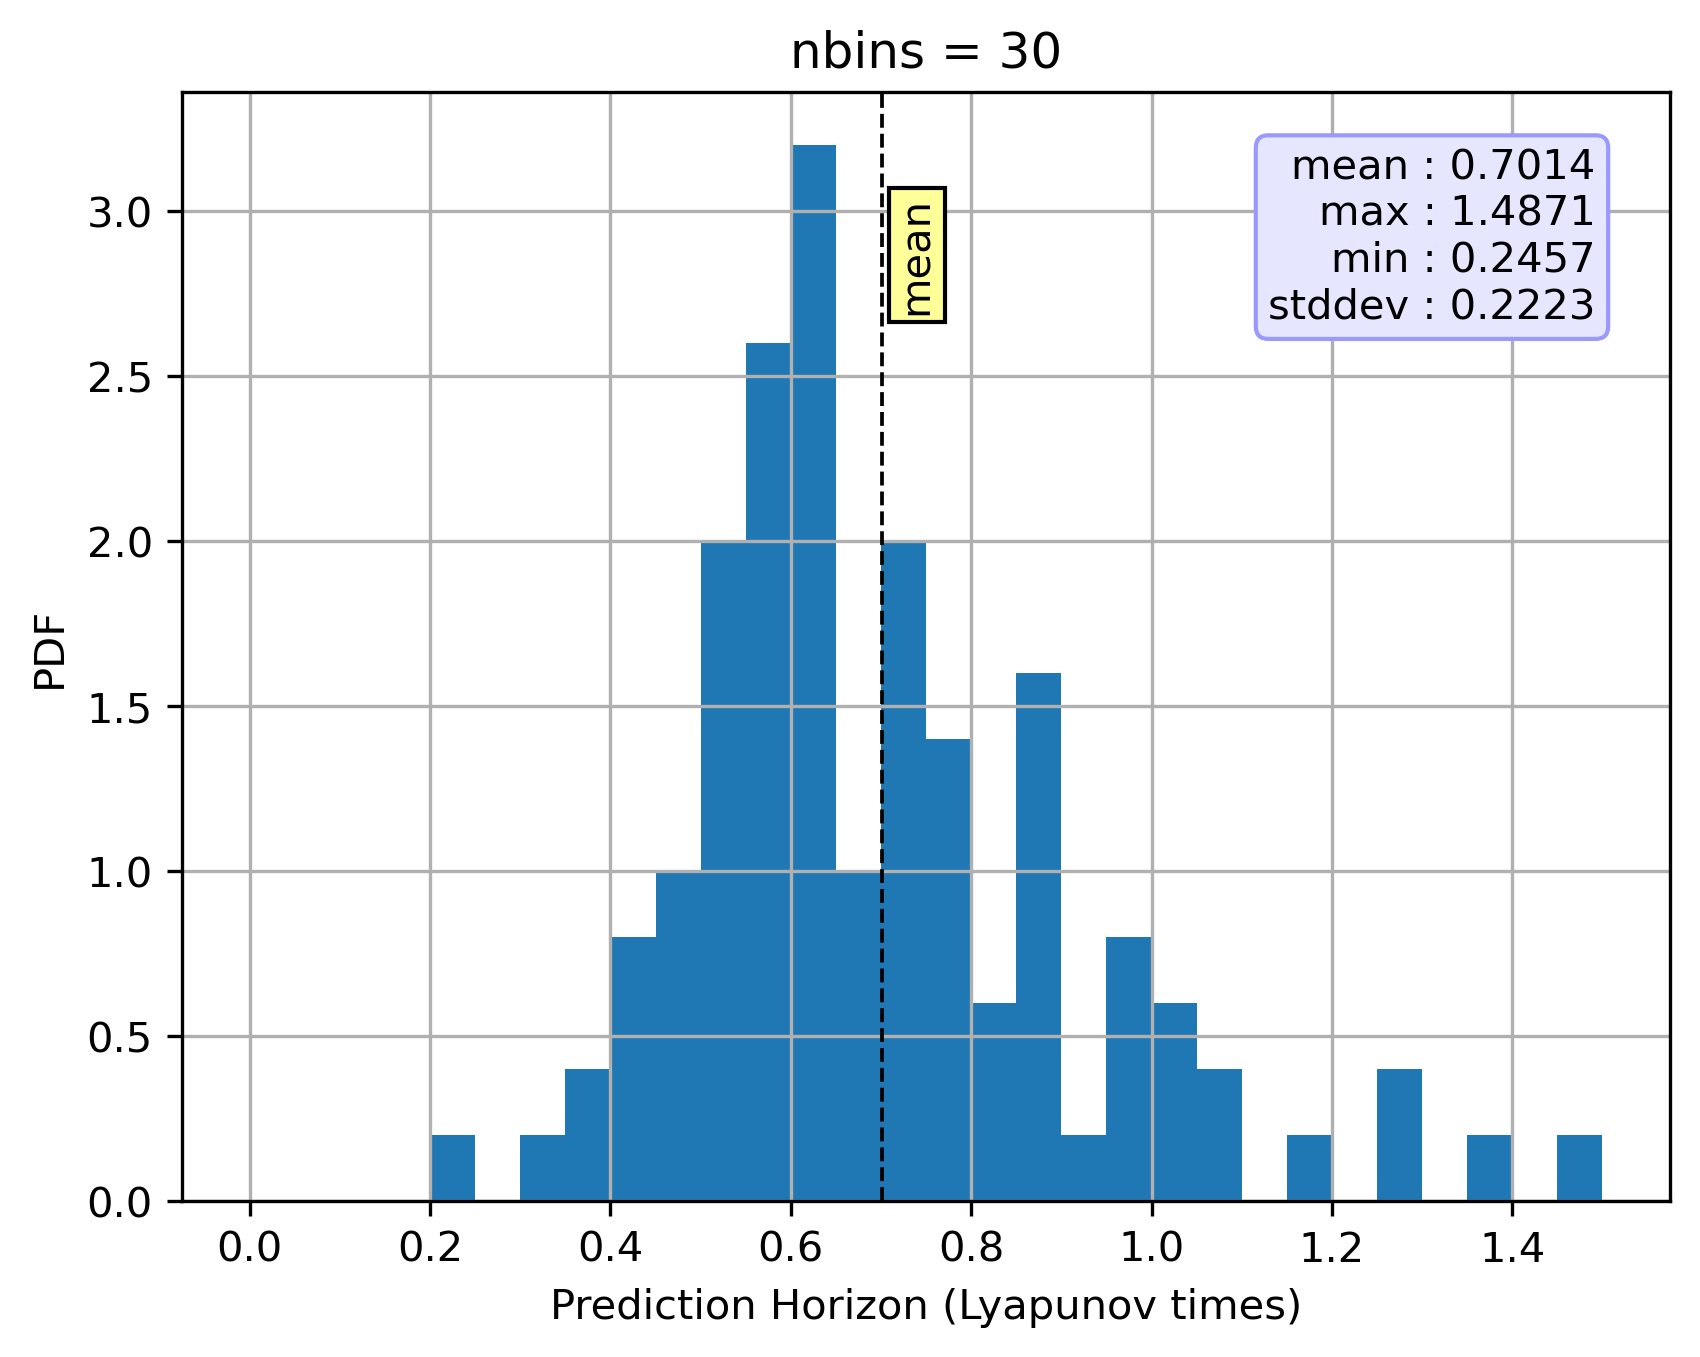 nbins = 30
mean : 0.7014
max : 1.4871
min : 0.2457
stddev : 0.2223
mean
PDF
3.0
2.5
2.0
1.5
1.0
0.5
0.0
0.0 0.2 0.4 0.6 0.8 1.0 1.2 1.4
Prediction Horizon (Lyapunov times)